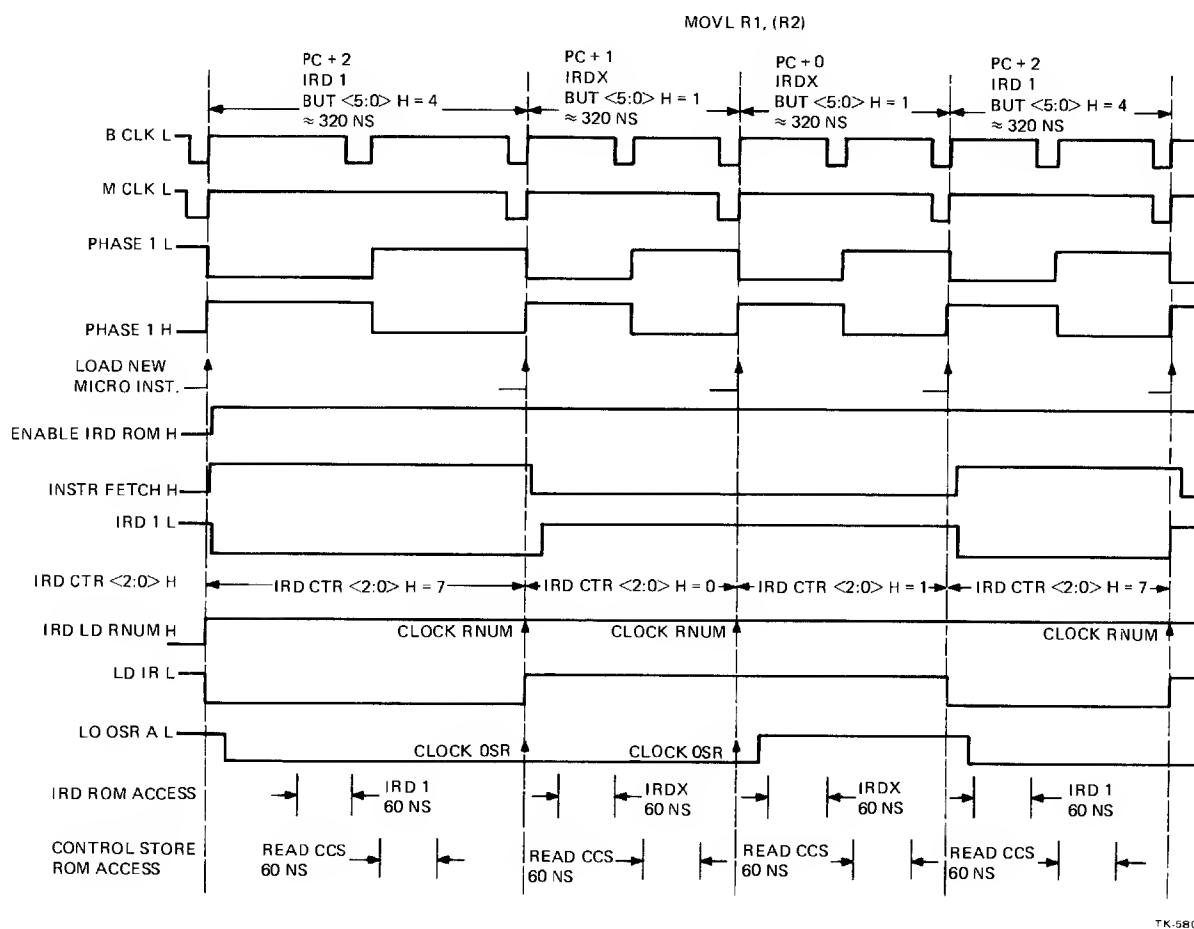 MOVL R1, (R2)
PC + 2
IRD 1
BUT <5:0> H = 4
≈ 320 NS
PC + 1
IRDX
BUT <5:0> H = 1
≈ 320 NS
PC + 0
IRDX
BUT <5:0> H = 1
≈ 320 NS
PC + 2
IRD 1
BUT <5:0> H = 4
≈ 320 NS
B CLK L
M CLK L
PHASE 1 L
PHASE 1 H
LOAD NEW
MICRO INST.
ENABLE IRD ROM H
INSTR FETCH H
IRD 1 L
IRD CTR <2:0> H
IRD CTR <2:0> H = 7
IRD CTR <2:0> H = 0
IRD CTR <2:0> H = 1
IRD CTR <2:0> H = 7
IRD LD RNUM H
CLOCK RNUM
CLOCK RNUM
CLOCK RNUM
LD IR L
LO OSR A L
CLOCK OSR
CLOCK OSR
IRD ROM ACCESS
IRD 1
60 NS
IRDX
60 NS
IRDX
60 NS
IRD 1
60 NS
CONTROL STORE
ROM ACCESS
READ CCS
60 NS
READ CCS
60 NS
READ CCS
60 NS
READ CCS
60 NS
TK-580